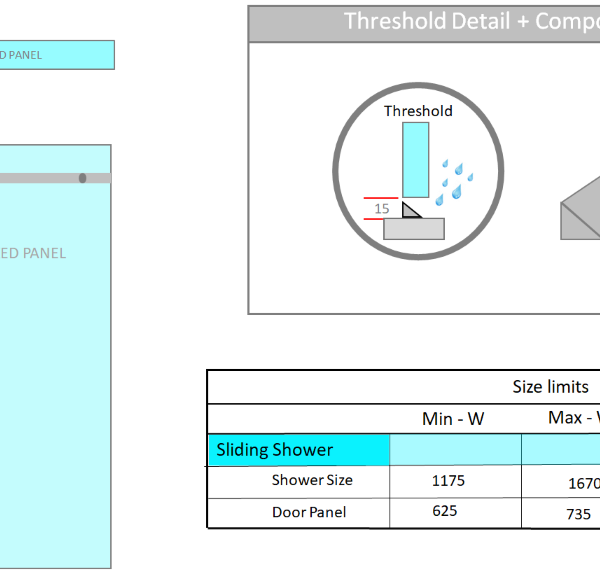 Threshold Detail + Compo
D PANEL
Threshold
15
ED PANEL
Size limits
Min - W
Max -
Sliding Shower
Shower Size 1175 1670
Door Panel 625 735